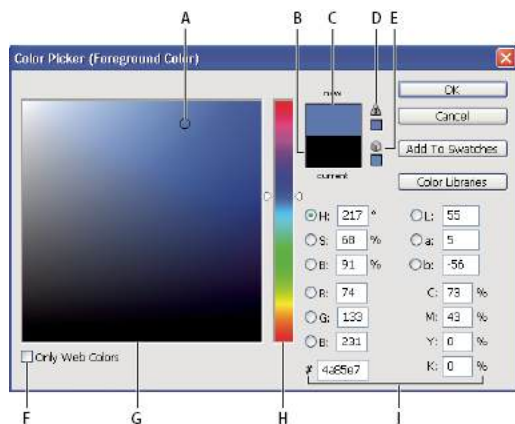 A B C D E
Color Picker (Foreground Color)
new
OK
Cancel
Add To Swatches
current
Color Libraries
H: 217 ° L: 55
S: 68 % a: 5
B: 91 % b: -56
R: 74 C: 73 %
G: 133 M: 43 %
B: 231 Y: 0 %
Only Web Colors
# 4a85e7 K: 0 %
F G H I